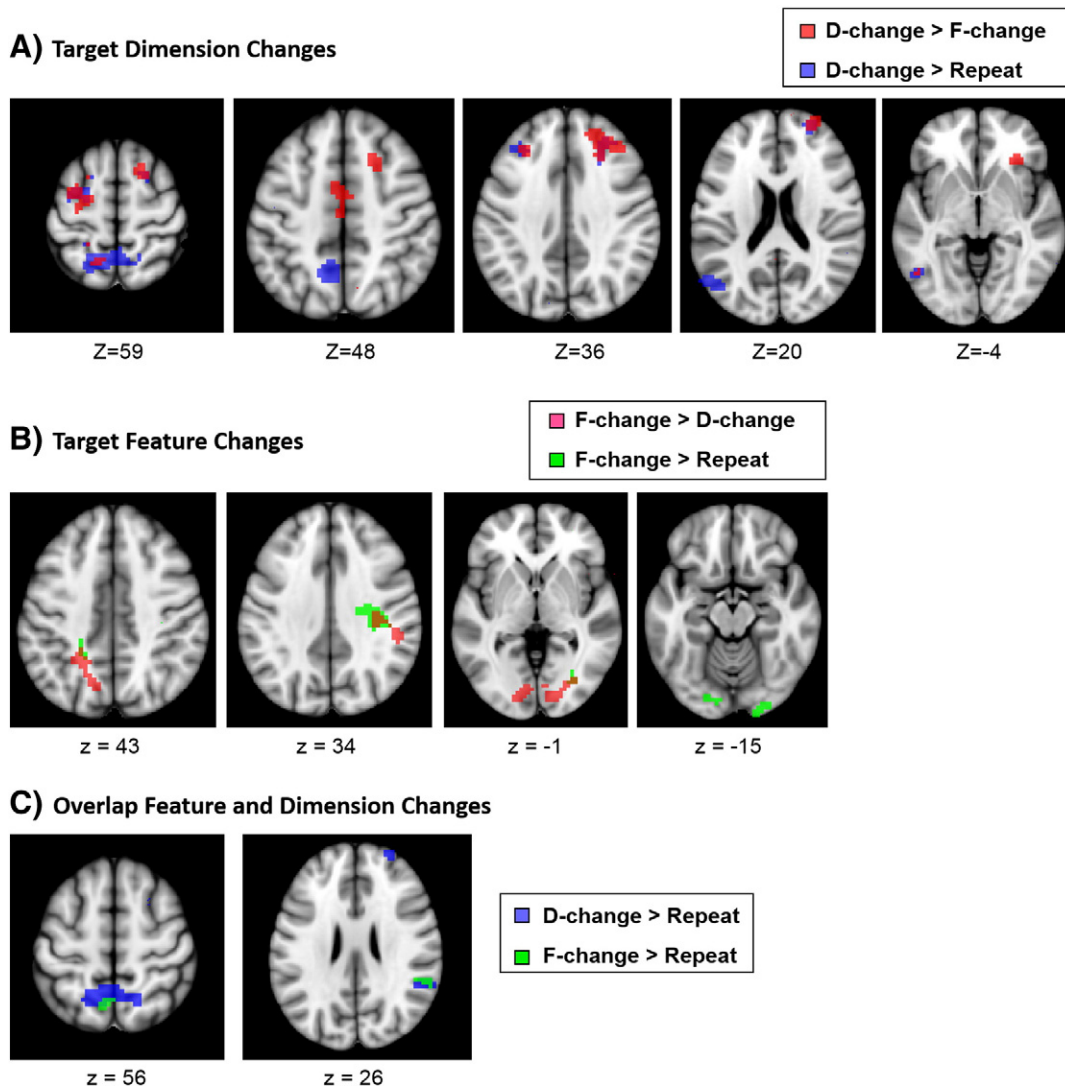 A) Target Dimension Changes
D-change > F-change
D-change > Repeat
Z=59 Z=48 Z=36 Z=20 Z=-4
B) Target Feature Changes
F-change > D-change
F-change > Repeat
z = 43 z = 34 z = -1 z = -15
C) Overlap Feature and Dimension Changes
D-change > Repeat
F-change > Repeat
z = 56 z = 26